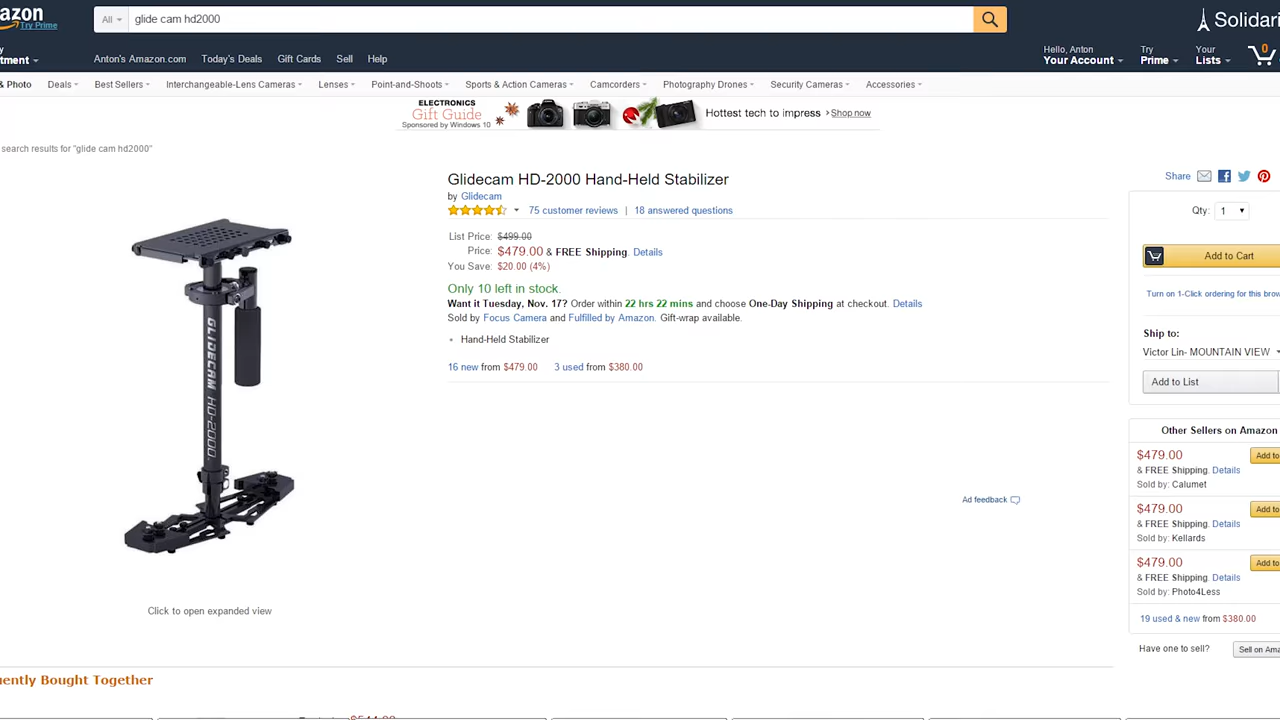 azon
Try Prime
All
glide cam hd2000
Solidari
tment
Anton's Amazon.com Today's Deals Gift Cards Sell Help
Hello, Anton
Your Account
Try
Prime
Your
Lists
0
& Photo Deals Best Sellers Interchangeable-Lens Cameras Lenses Point-and-Shoots Sports & Action Cameras Camcorders Photography Drones Security Cameras Accessories
ELECTRONICS
Gift Guide
Sponsored by Windows 10
Hottest tech to impress Shop now
search results for "glide cam hd2000"
GLIDECAM HD-2000
Click to open expanded view
Glidecam HD-2000 Hand-Held Stabilizer
by Glidecam
75 customer reviews | 18 answered questions
List Price: $499.00
Price: $479.00 & FREE Shipping. Details
You Save: $20.00 (4%)
Only 10 left in stock.
Want it Tuesday, Nov. 17? Order within 22 hrs 22 mins and choose One-Day Shipping at checkout. Details
Sold by Focus Camera and Fulfilled by Amazon. Gift-wrap available.
Hand-Held Stabilizer
16 new from $479.00 3 used from $380.00
Ad feedback
Share
Qty: 1
Add to Cart
Turn on 1-Click ordering for this brow
Ship to:
Victor Lin- MOUNTAIN VIEW
Add to List
Other Sellers on Amazon
$479.00
Add to
& FREE Shipping. Details
Sold by: Calumet
$479.00
Add to
& FREE Shipping. Details
Sold by: Kellards
$479.00
Add to
& FREE Shipping. Details
Sold by: Photo4Less
19 used & new from $380.00
Have one to sell? Sell on Ama
uently Bought Together